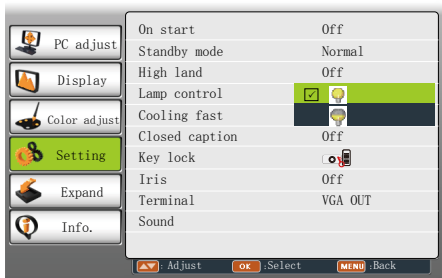 PC adjust
Display
Color adjust
Setting
Expand
Info.
On start Off
Standby mode Normal
High land Off
Lamp control
Cooling fast
Closed caption Off
Key lock
Iris Off
Terminal VGA OUT
Sound
: Adjust OK :Select MENU :Back